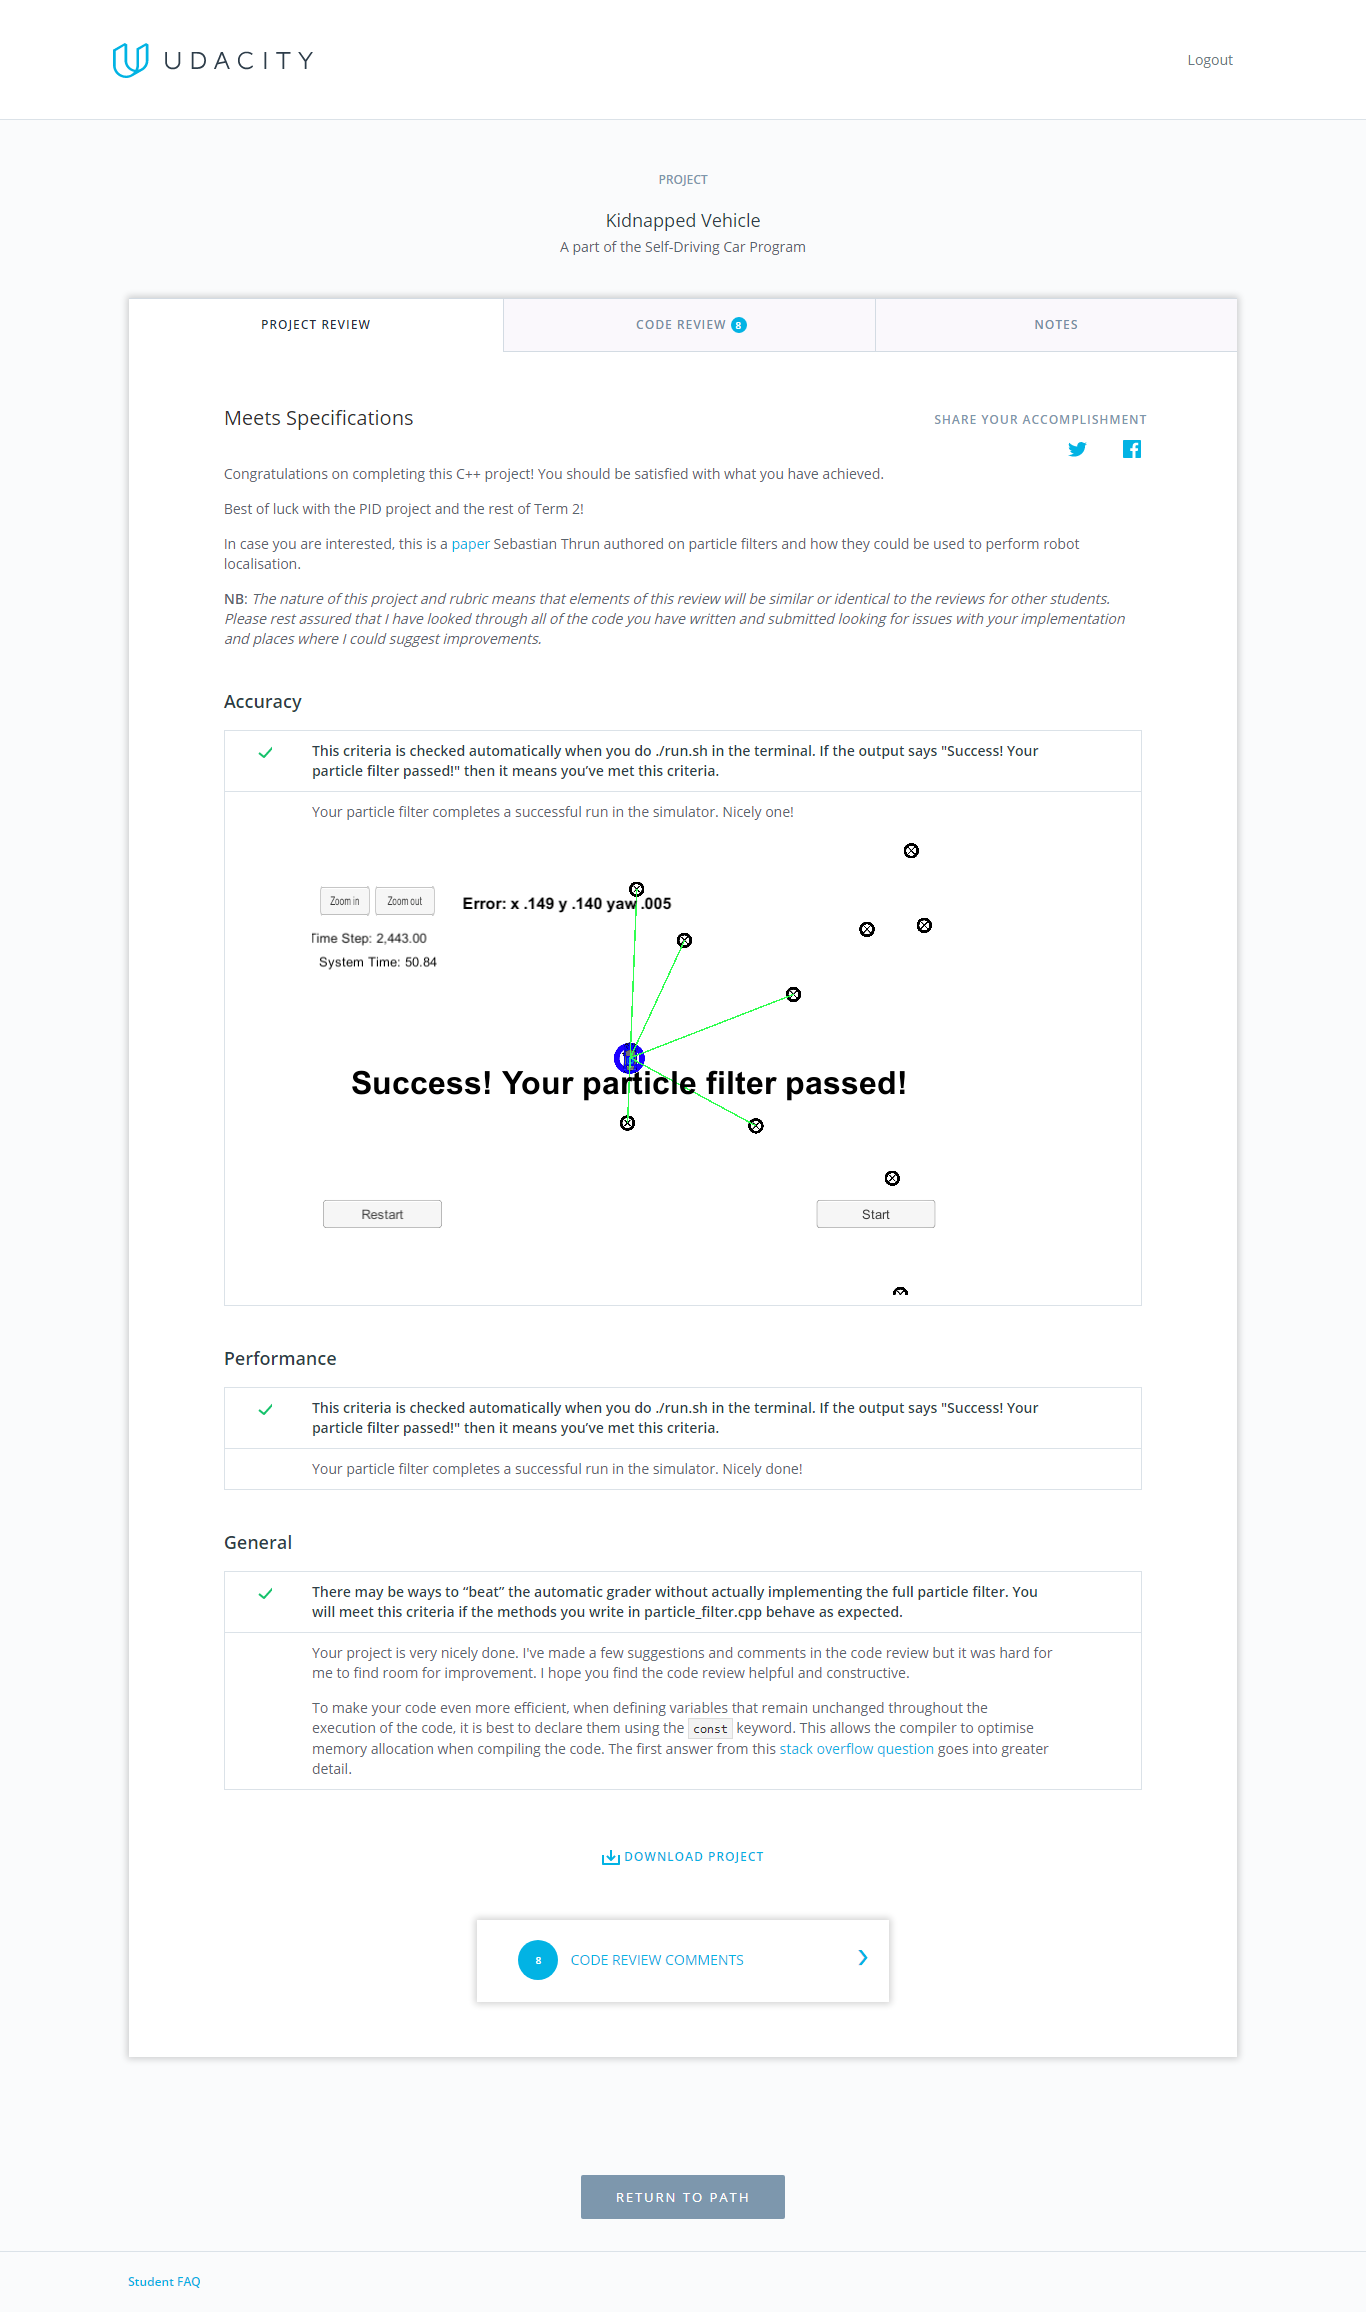 UDACITY
Logout
PROJECT
Kidnapped Vehicle
A part of the Self-Driving Car Program
PROJECT REVIEW
CODE REVIEW 8
NOTES
Meets Specifications
SHARE YOUR ACCOMPLISHMENT
Congratulations on completing this C++ project! You should be satisfied with what you have achieved.
Best of luck with the PID project and the rest of Term 2!
In case you are interested, this is a paper Sebastian Thrun authored on particle filters and how they could be used to perform robot
localisation.
NB: The nature of this project and rubric means that elements of this review will be similar or identical to the reviews for other students.
Please rest assured that I have looked through all of the code you have written and submitted looking for issues with your implementation
and places where I could suggest improvements.
Accuracy
This criteria is checked automatically when you do ./run.sh in the terminal. If the output says "Success! Your
particle filter passed!" then it means you’ve met this criteria.
Your particle filter completes a successful run in the simulator. Nicely one!
Zoom in
Zoom out
Error: x .149 y .140 yaw .005
Time Step: 2,443.00
System Time: 50.84
Success! Your particle filter passed!
Restart
Start
Performance
This criteria is checked automatically when you do ./run.sh in the terminal. If the output says "Success! Your
particle filter passed!" then it means you’ve met this criteria.
Your particle filter completes a successful run in the simulator. Nicely done!
General
There may be ways to “beat” the automatic grader without actually implementing the full particle filter. You
will meet this criteria if the methods you write in particle_filter.cpp behave as expected.
Your project is very nicely done. I've made a few suggestions and comments in the code review but it was hard for
me to find room for improvement. I hope you find the code review helpful and constructive.
To make your code even more efficient, when defining variables that remain unchanged throughout the
execution of the code, it is best to declare them using the const keyword. This allows the compiler to optimise
memory allocation when compiling the code. The first answer from this stack overflow question goes into greater
detail.
DOWNLOAD PROJECT
8 CODE REVIEW COMMENTS
RETURN TO PATH
Student FAQ